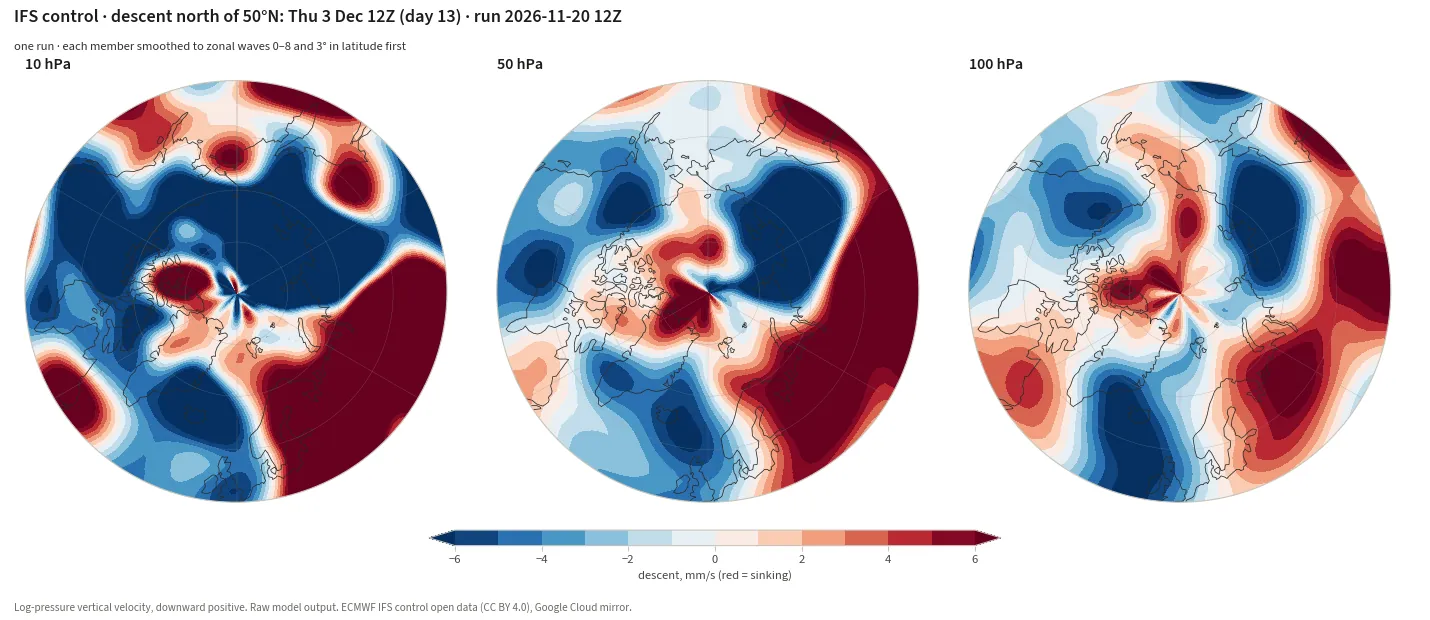 IFS control · descent north of 50°N: Thu 3 Dec 12Z (day 13) · run 2026-11-20 12Z
one run · each member smoothed to zonal waves 0–8 and 3° in latitude first
10 hPa
50 hPa
100 hPa
−6 −4 −2 0 2 4 6
descent, mm/s (red = sinking)
Log-pressure vertical velocity, downward positive. Raw model output. ECMWF IFS control open data (CC BY 4.0), Google Cloud mirror.